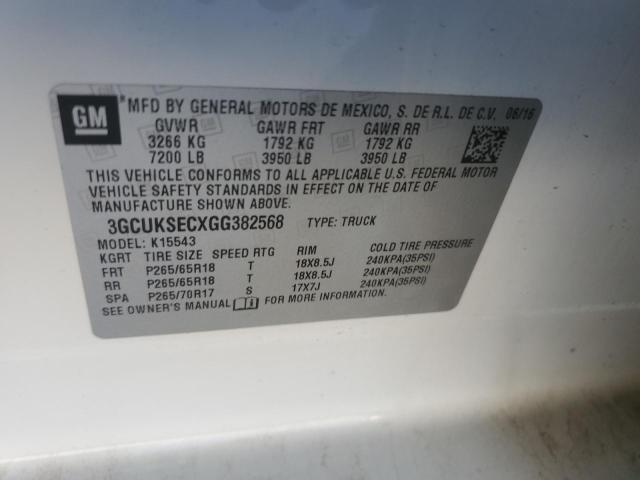 GM
*MFD BY GENERAL MOTORS DE MEXICO, S. DE R.L. DE C.V. 06/16
GVWR GAWR FRT GAWR RR
3266 KG 1792 KG 1792 KG
7200 LB 3950 LB 3950 LB
THIS VEHICLE CONFORMS TO ALL APPLICABLE U.S. FEDERAL MOTOR
VEHICLE SAFETY STANDARDS IN EFFECT ON THE DATE OF
MANUFACTURE SHOWN ABOVE.
3GCUKSECXGG382568 TYPE: TRUCK
MODEL: K15543
KGRT TIRE SIZE SPEED RTG RIM COLD TIRE PRESSURE
FRT P265/65R18 T 18X8.5J 240KPA(35PSI)
RR P265/65R18 T 18X8.5J 240KPA(35PSI)
SPA P265/70R17 S 17X7J 240KPA(35PSI)
SEE OWNER'S MANUAL FOR MORE INFORMATION.